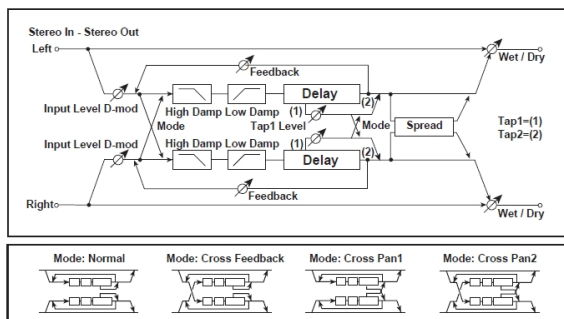 Stereo In - Stereo Out
Left
Wet / Dry
Feedback
Input Level D-mod
High Damp Low Damp
Delay
(1)
(2)
Mode
Tap1 Level
Mode
Spread
Tap1=(1)
Tap2=(2)
Input Level D-mod
High Damp Low Damp
(1)
Delay
(2)
Feedback
Right
Wet / Dry
Mode: Normal
Mode: Cross Feedback
Mode: Cross Pan1
Mode: Cross Pan2